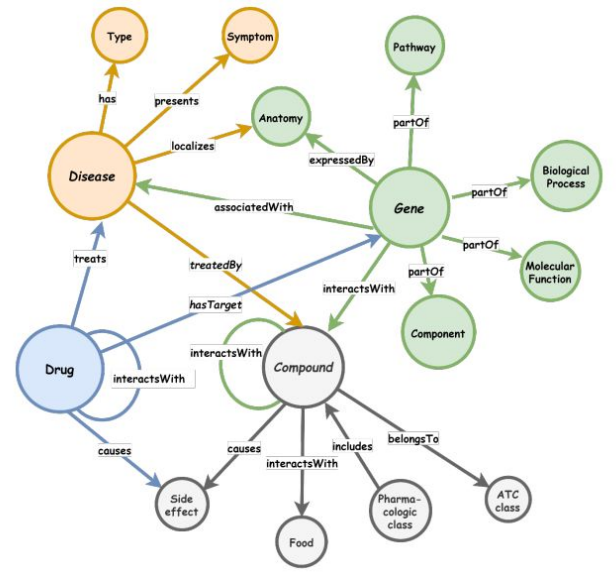 Type
Symptom
Pathway
has
presents
Anatomy
partOf
localizes
expressedBy
Disease
Biological
Process
partOf
associatedWith
Gene
partOf
treats
treatedBy
partOf
Molecular
Function
hasTarget
interactsWith
Component
interactsWith
Drug
interactsWith
Compound
causes
causes
includes
belongsTo
interactsWith
Side
effect
Pharma-
cologic
class
ATC
class
Food